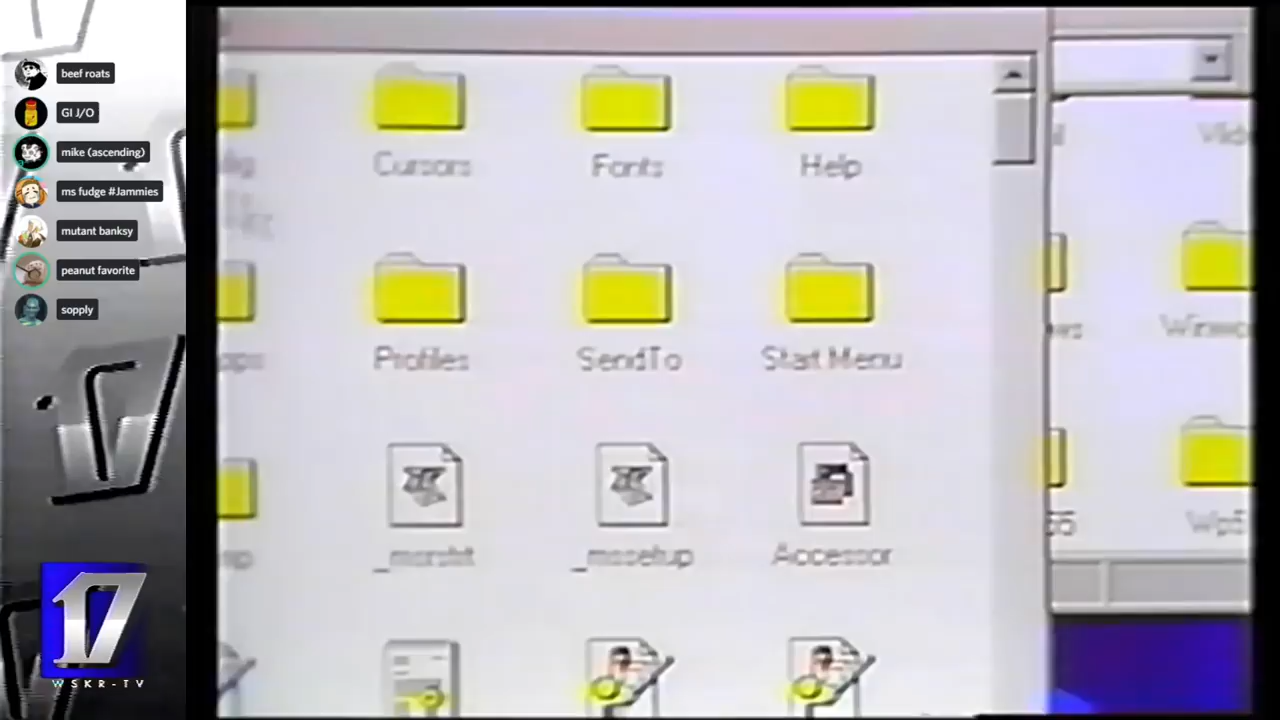 beef roats
GI J/O
mike (ascending)
ms fudge #Jammies
mutant banksy
peanut favorite
sopply
17
WSKR-TV
Cursors
Fonts
Help
Profiles
SendTo
Start Menu
_msrstrt
_mssetup
Accessor